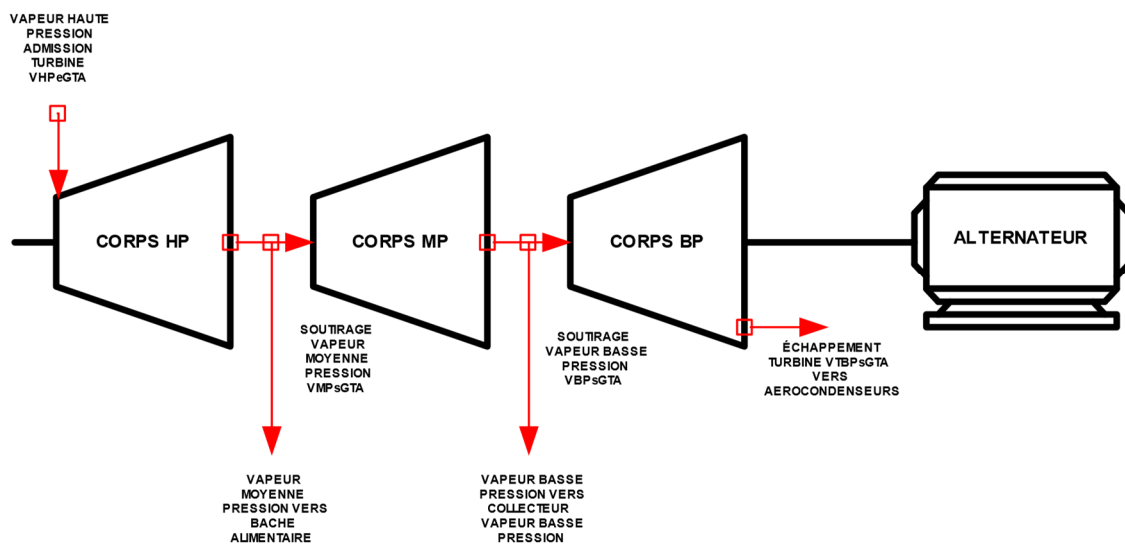 VAPEUR HAUTE
PRESSION
ADMISSION
TURBINE
VHPeGTA
CORPS HP
CORPS MP
CORPS BP
ALTERNATEUR
SOUTIRAGE
VAPEUR
MOYENNE
PRESSION
VMPsGTA
SOUTIRAGE
VAPEUR BASSE
PRESSION
VBPsGTA
ÉCHAPPEMENT
TURBINE VTBPsGTA
VERS
AEROCONDENSEURS
VAPEUR
MOYENNE
PRESSION VERS
BACHE
ALIMENTAIRE
VAPEUR BASSE
PRESSION VERS
COLLECTEUR
VAPEUR BASSE
PRESSION